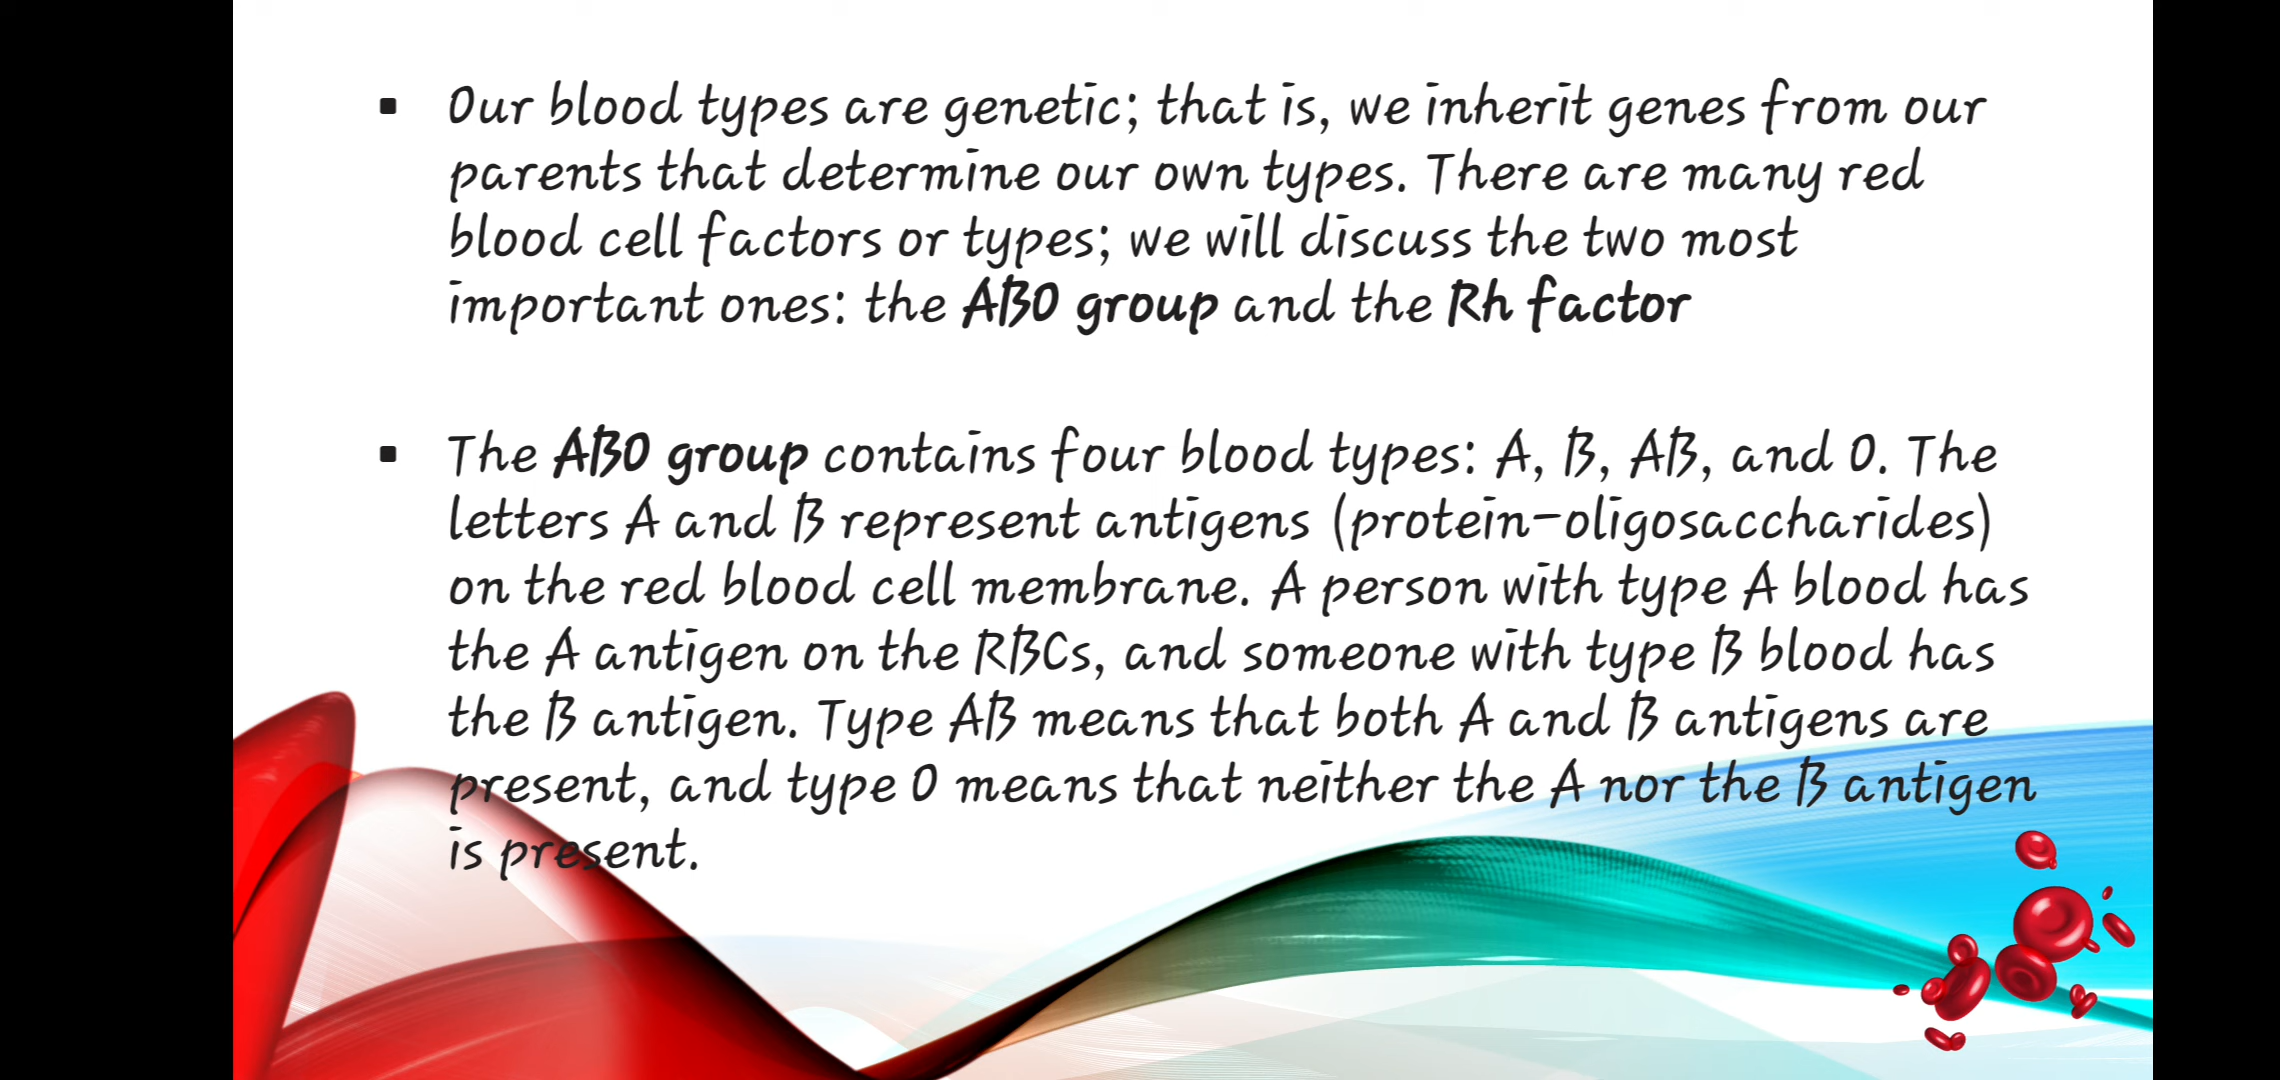 ▪ Our blood types are genetic; that is, we inherit genes from our
parents that determine our own types. There are many red
blood cell factors or types; we will discuss the two most
important ones: the ABO group and the Rh factor
▪ The ABO group contains four blood types: A, B, AB, and O. The
letters A and B represent antigens (protein–oligosaccharides)
on the red blood cell membrane. A person with type A blood has
the A antigen on the RBCs, and someone with type B blood has
the B antigen. Type AB means that both A and B antigens are
present, and type O means that neither the A nor the B antigen
is present.